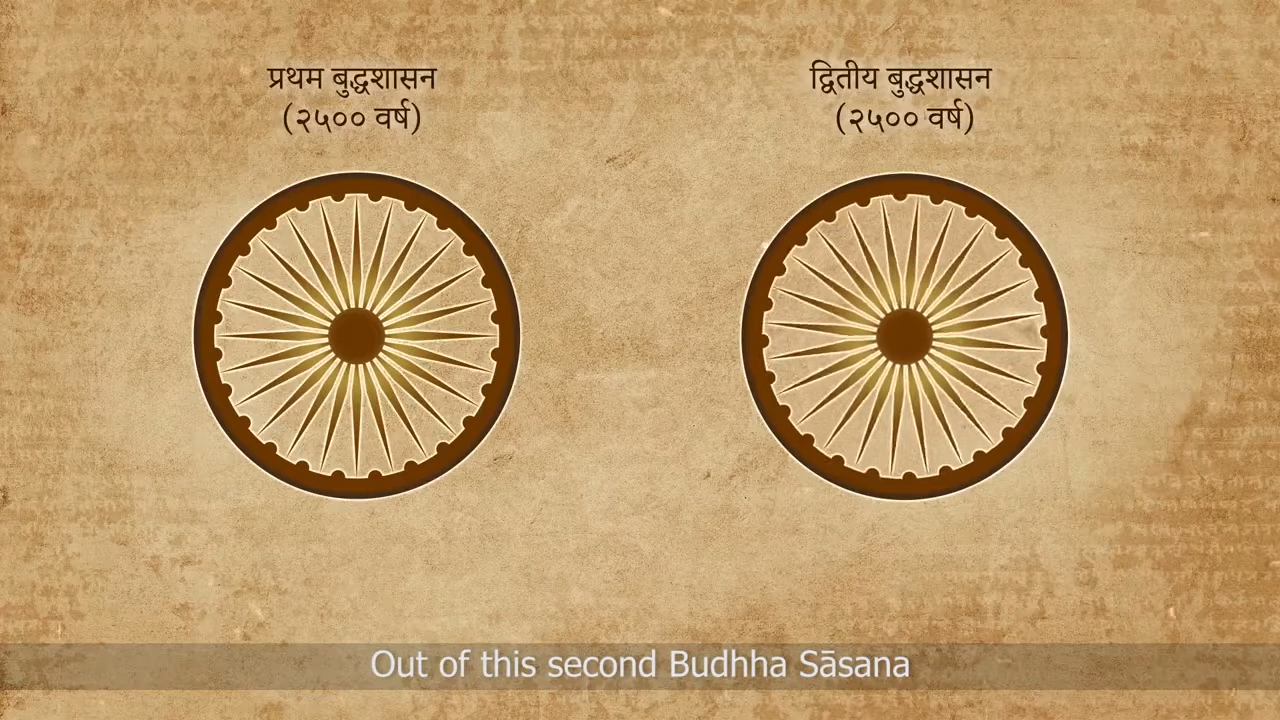 प्रथम बुद्धशासन
(२५०० वर्ष)
द्वितीय बुद्धशासन
(२५०० वर्ष)
Out of this second Budhha Sāsana